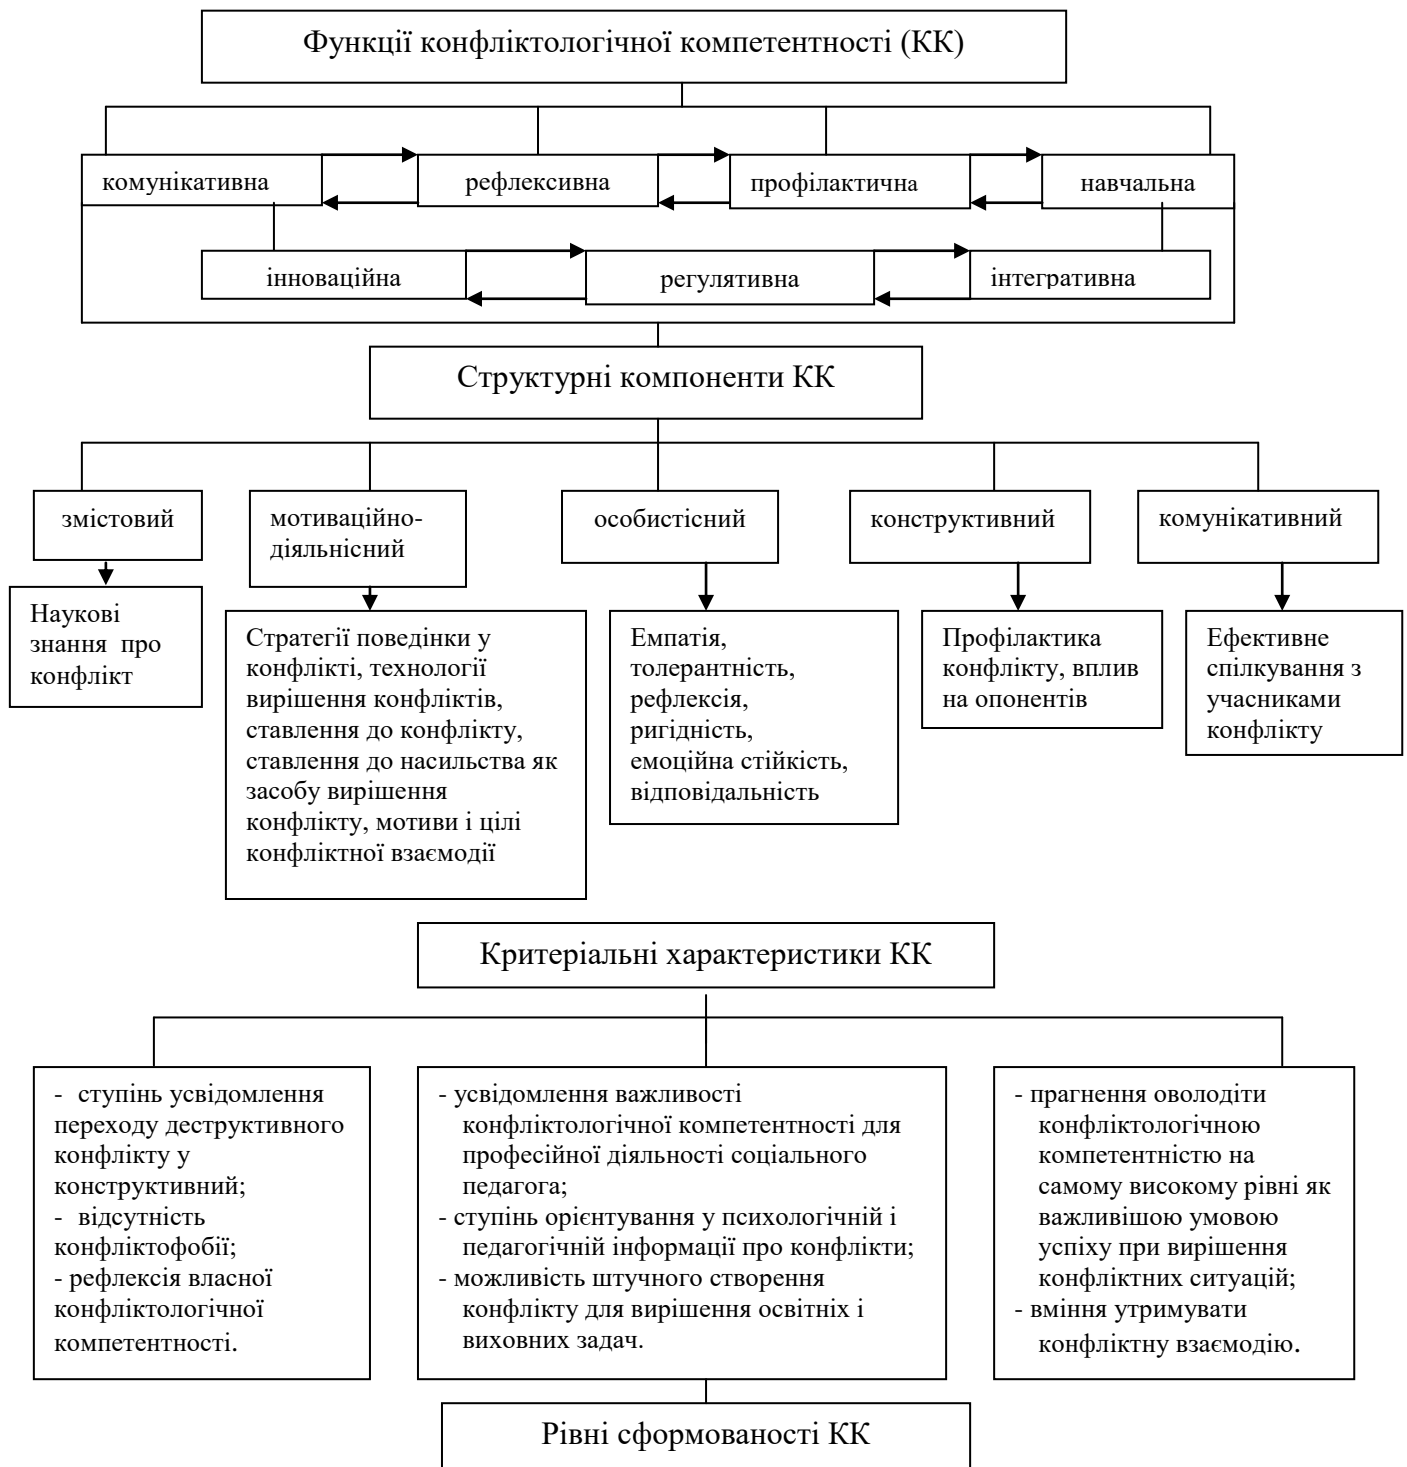 Функції конфліктологічної компетентності (КК)
комунікативна
рефлексивна
профілактична
навчальна
інноваційна
регулятивна
інтегративна
Структурні компоненти КК
змістовий
мотиваційно-
діяльнісний
особистісний
конструктивний
комунікативний
Наукові
знання про
конфлікт
Стратегії поведінки у
конфлікті, технології
вирішення конфліктів,
ставлення до конфлікту,
ставлення до насильства як
засобу вирішення
конфлікту, мотиви і цілі
конфліктної взаємодії
Емпатія,
толерантність,
рефлексія,
ригідність,
емоційна стійкість,
відповідальність
Профілактика
конфлікту, вплив
на опонентів
Ефективне
спілкування з
учасниками
конфлікту
Критеріальні характеристики КК
- ступінь усвідомлення
переходу деструктивного
конфлікту у
конструктивний;
- відсутність
конфліктофобії;
- рефлексія власної
конфліктологічної
компетентності.
- усвідомлення важливості
конфліктологічної компетентності для
професійної діяльності соціального
педагога;
- ступінь орієнтування у психологічній і
педагогічній інформації про конфлікти;
- можливість штучного створення
конфлікту для вирішення освітніх і
виховних задач.
- прагнення оволодіти
конфліктологічною
компетентністю на
самому високому рівні як
важливішою умовою
успіху при вирішення
конфліктних ситуацій;
- вміння утримувати
конфліктну взаємодію.
Рівні сформованості КК